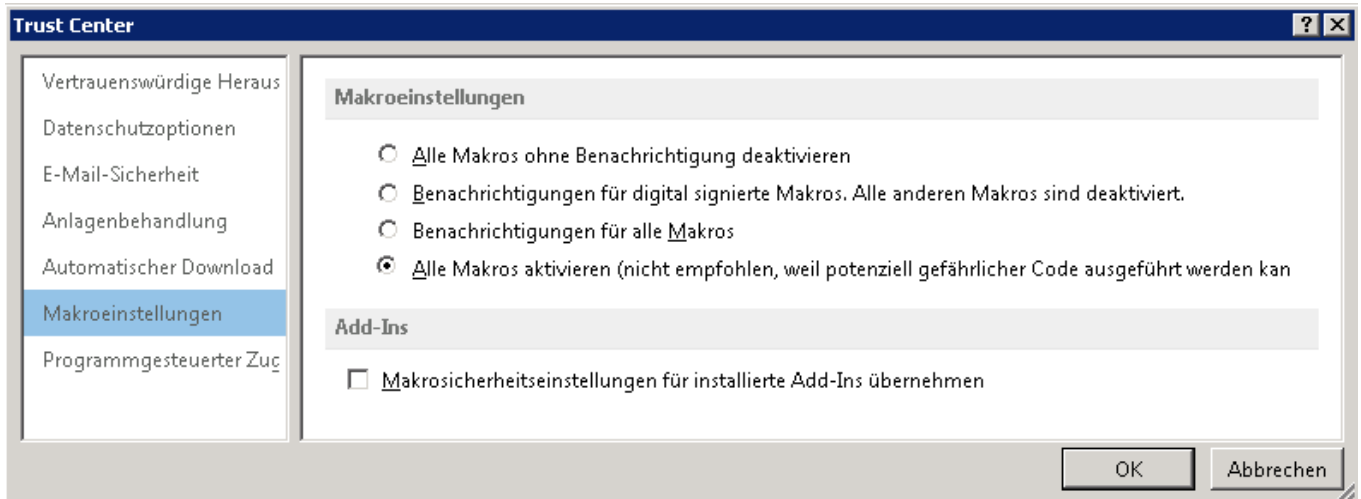 Trust Center
Vertrauenswürdige Heraus
Datenschutzoptionen
E-Mail-Sicherheit
Anlagenbehandlung
Automatischer Download
Makroeinstellungen
Programmgesteuerter Zug
Makroeinstellungen
Alle Makros ohne Benachrichtigung deaktivieren
Benachrichtigungen für digital signierte Makros. Alle anderen Makros sind deaktiviert.
Benachrichtigungen für alle Makros
Alle Makros aktivieren (nicht empfohlen, weil potenziell gefährlicher Code ausgeführt werden kan
Add-Ins
Makrosicherheitseinstellungen für installierte Add-Ins übernehmen
OK
Abbrechen